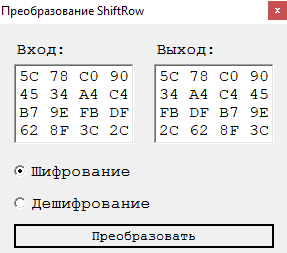 Преобразование ShiftRow
x
Вход:
5C 78 C0 90
45 34 A4 C4
B7 9E FB DF
62 8F 3C 2C
Выход:
5C 78 C0 90
34 A4 C4 45
FB DF B7 9E
2C 62 8F 3C
Шифрование
Дешифрование
Преобразовать